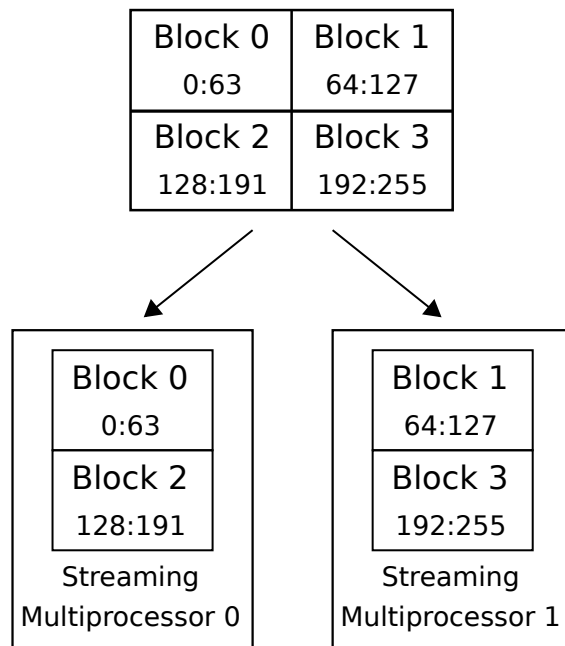 Block 0
0:63
Block 1
64:127
Block 2
128:191
Block 3
192:255
Block 0
0:63
Block 2
128:191
Streaming
Multiprocessor 0
Block 1
64:127
Block 3
192:255
Streaming
Multiprocessor 1